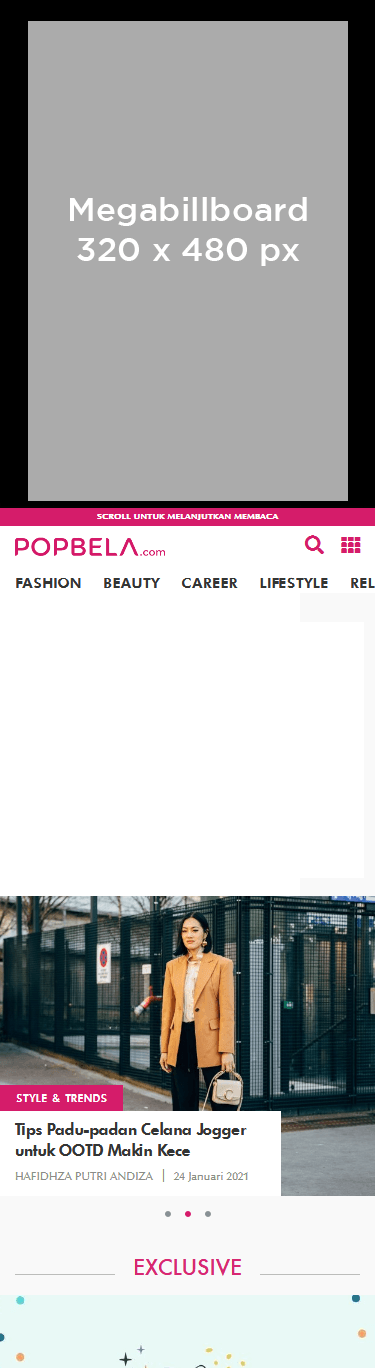 Megabillboard
320 x 480 px
SCROLL UNTUK MELANJUTKAN MEMBACA
POPBELA.com
FASHION BEAUTY CAREER LIFESTYLE REL
STYLE & TRENDS
Tips Padu-padan Celana Jogger
untuk OOTD Makin Kece
HAFIDHZA PUTRI ANDIZA | 24 Januari 2021
EXCLUSIVE